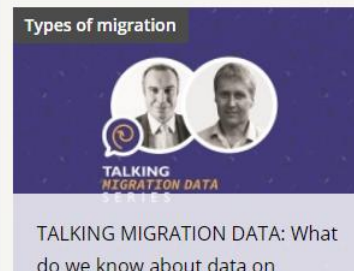 Types of migration
TALKING
MIGRATION DATA
SERIES
TALKING MIGRATION DATA: What
do we know about data on